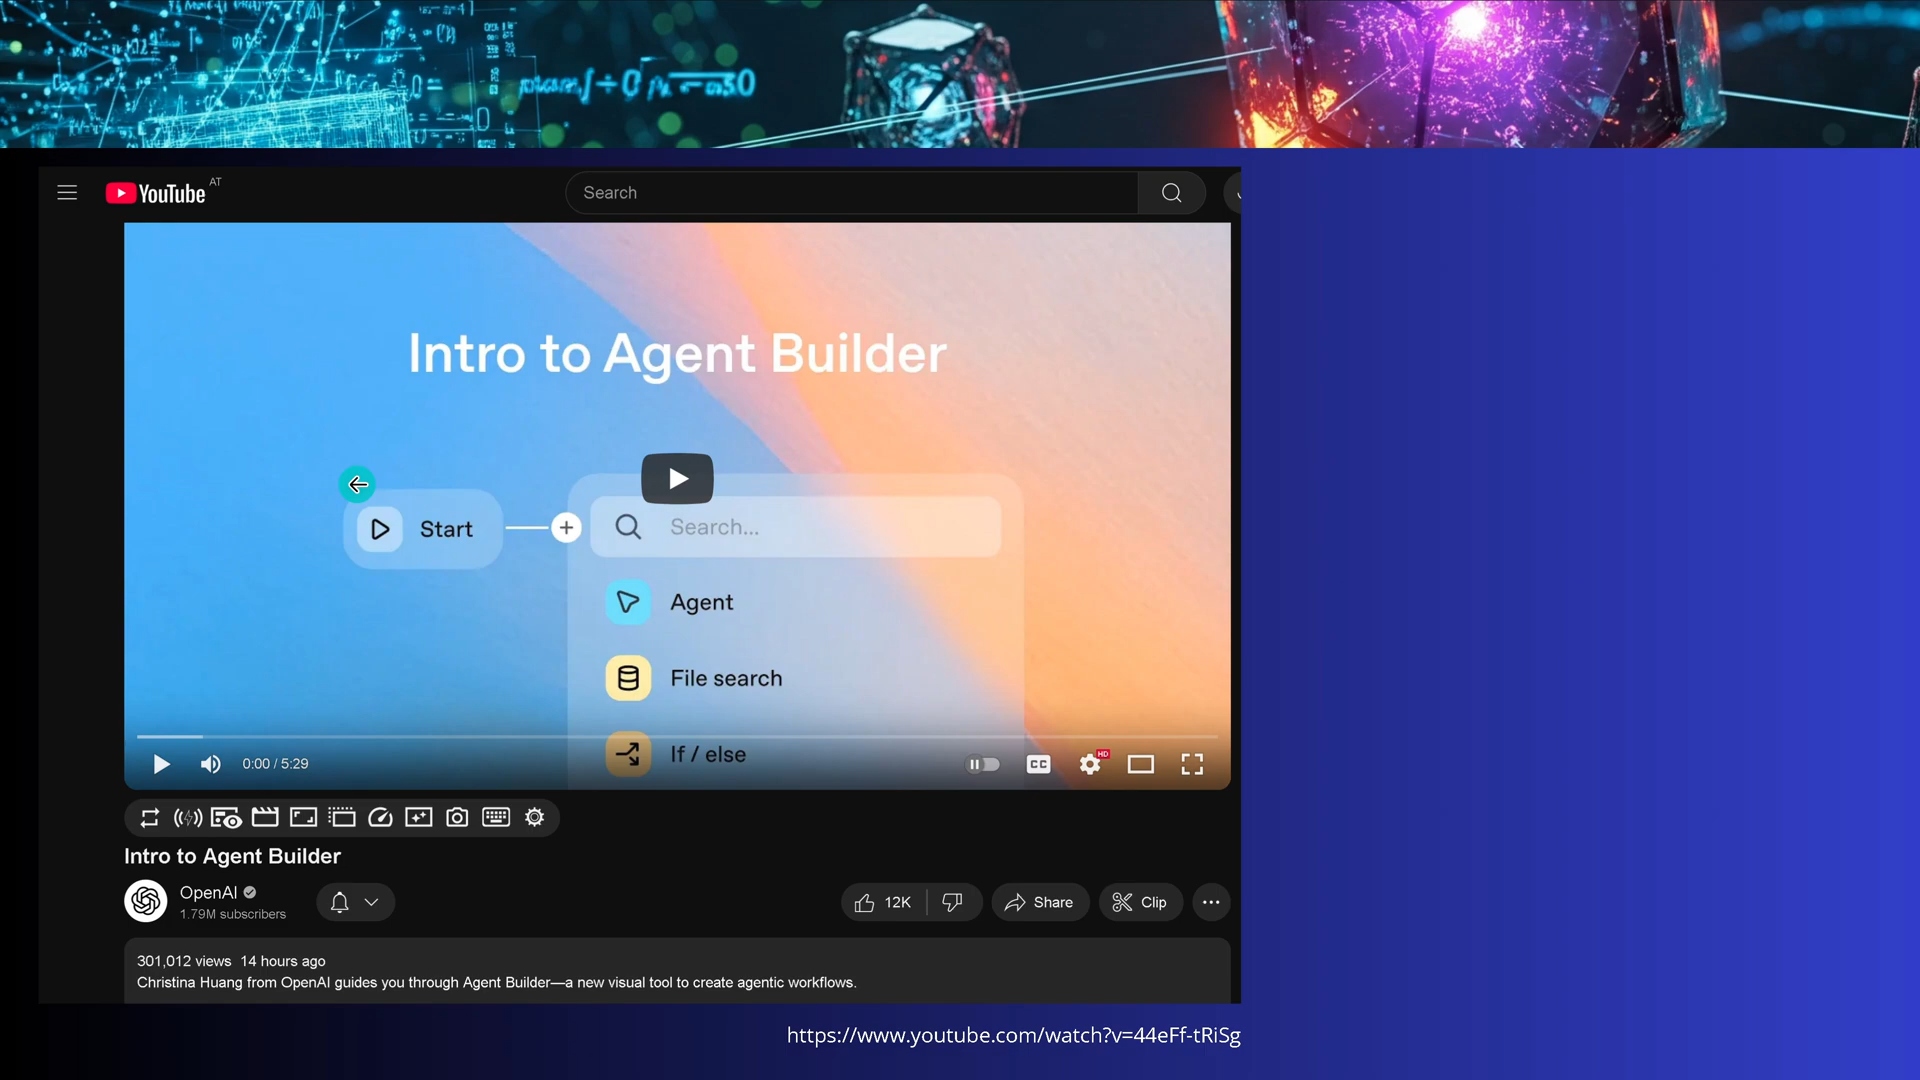 YouTube AT
Search
Intro to Agent Builder
Start
Search...
Agent
File search
If / else
0:00 / 5:29
CC
HD
Intro to Agent Builder
OpenAI
1.79M subscribers
12K
Share
Clip
301,012 views 14 hours ago
Christina Huang from OpenAI guides you through Agent Builder—a new visual tool to create agentic workflows.
https://www.youtube.com/watch?v=44eFf-tRiSg